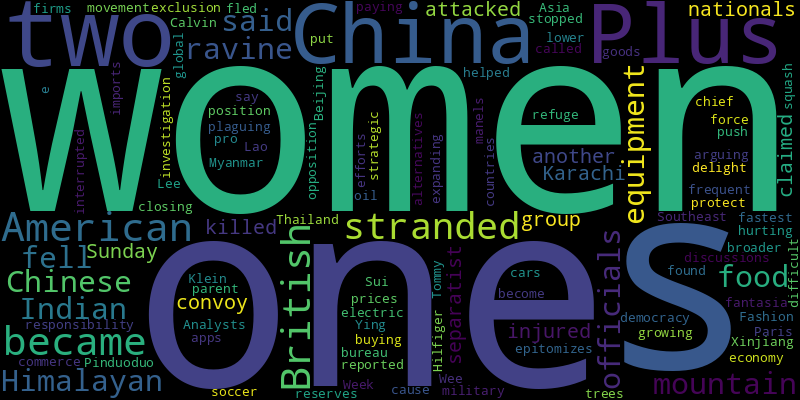 firms movement exclusion fled Calvin said China put paying attacked Asia stopped nationals
two ravine global Plus lower called goods
women
e imports interrupted investigation say position plaguing pro Lao Myanmar Lee closing
Beijing opposition efforts strategic oil alternatives expanding manels countries helped
refuge another Karachi equipment chief force push arguing delight frequent protect claimed squash
American killed Thailand stranded group Southeast fastest hurting
fell Sunday broader discussions difficult
ones
s
Chinese Indian responsibility became commerce Pinduoduo Himalayan
Klein parent convoy Analysts apps soccer British reserves
Sui prices electric Ying buying bureau reported Week
Tommy Hilfiger separatist Wee cause military
cars become injured epitomizes officials trees
found food fantasia democracy Fashion growing Paris Xinjiang economy mountain